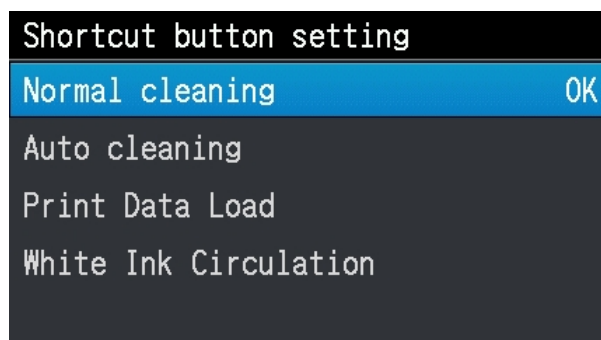 Shortcut button setting
Normal cleaning OK
Auto cleaning
Print Data Load
White Ink Circulation